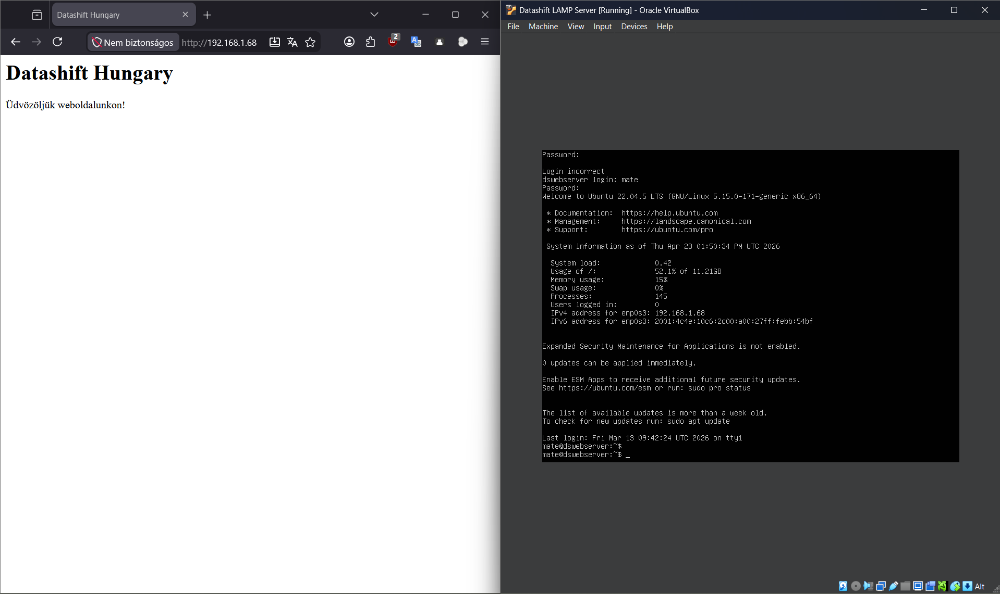 Datashift Hungary
Nem biztonságos http://192.168.1.68
2
Datashift Hungary
Üdvözöljük weboldalunkon!
Datashift LAMP Server [Running] - Oracle VirtualBox
File Machine View Input Devices Help
Password:
Login incorrect
dswebserver login: mate
Password:
Welcome to Ubuntu 22.04.5 LTS (GNU/Linux 5.15.0-171-generic x86_64)
* Documentation: https://help.ubuntu.com
* Management: https://landscape.canonical.com
* Support: https://ubuntu.com/pro
System information as of Thu Apr 23 01:50:34 PM UTC 2026
System load: 0.42
Usage of /: 52.1% of 11.21GB
Memory usage: 15%
Swap usage: 0%
Processes: 145
Users logged in: 0
IPv4 address for enp0s3: 192.168.1.68
IPv6 address for enp0s3: 2001:4c4e:10c6:2c00:a00:27ff:febb:54bf
Expanded Security Maintenance for Applications is not enabled.
0 updates can be applied immediately.
Enable ESM Apps to receive additional future security updates.
See https://ubuntu.com/esm or run: sudo pro status
The list of available updates is more than a week old.
To check for new updates run: sudo apt update
Last login: Fri Mar 13 09:42:24 UTC 2026 on tty1
mate@dswebserver:~$
mate@dswebserver:~$ _
Alt